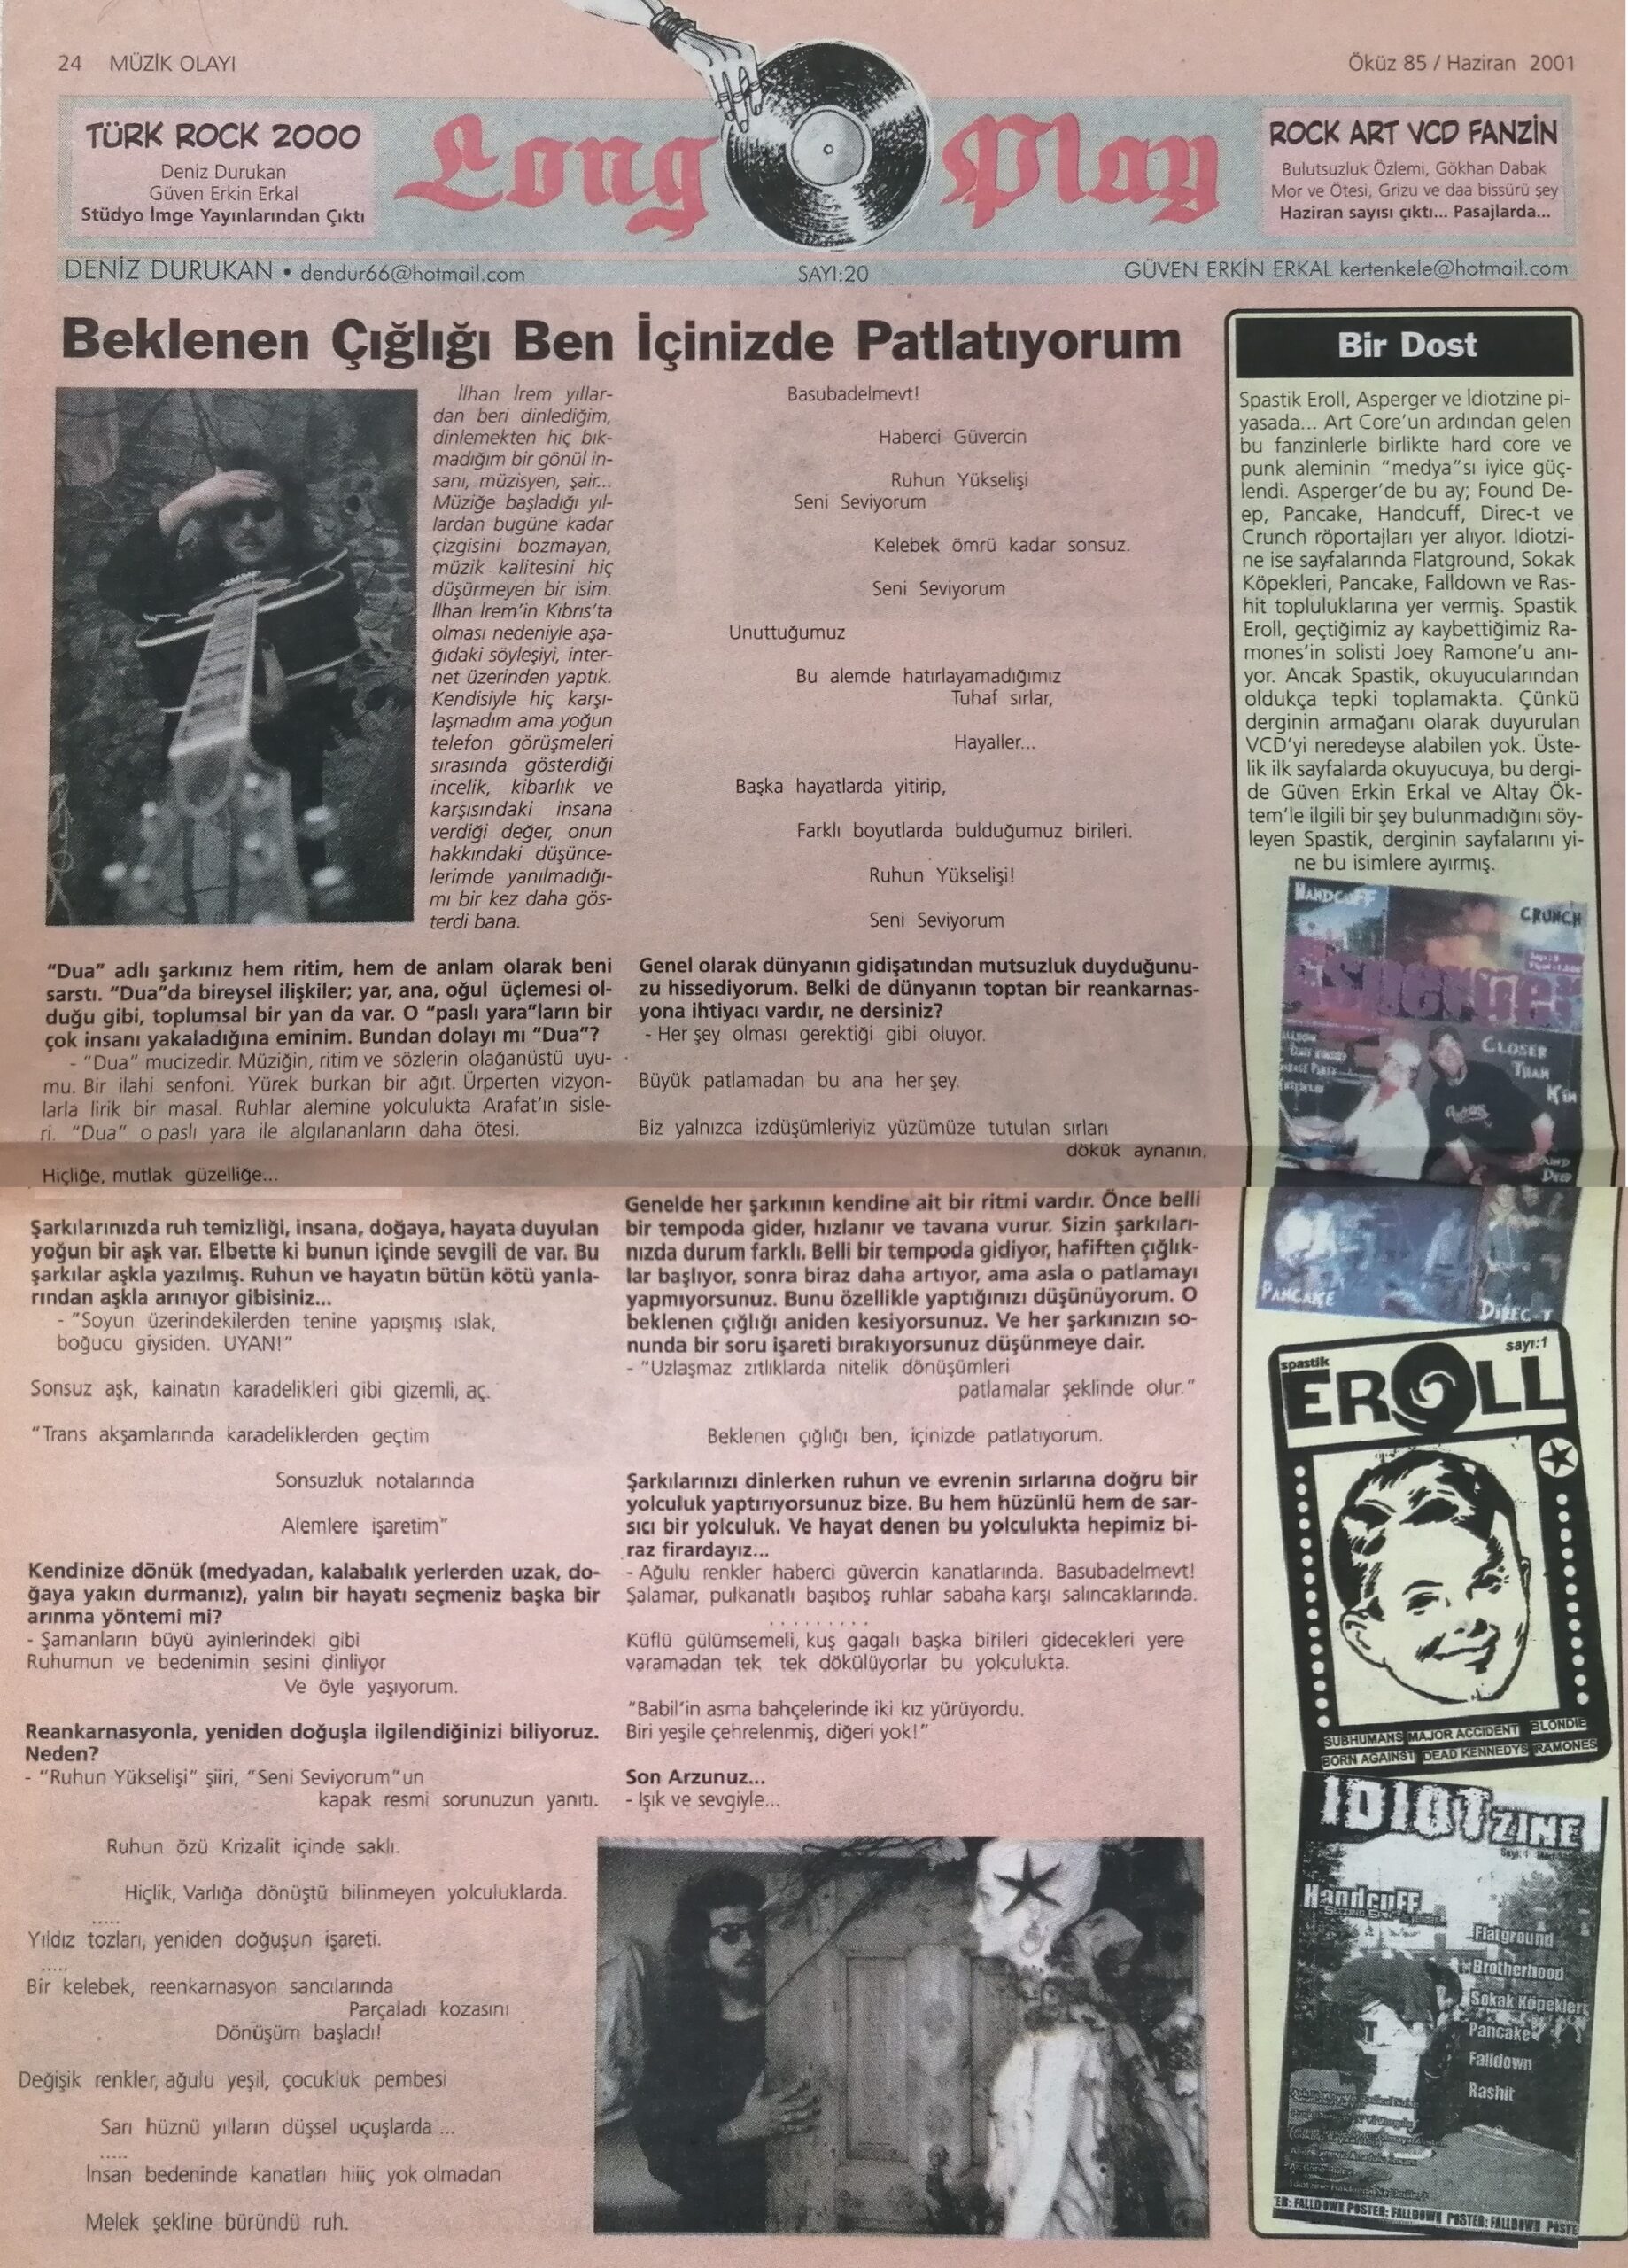 24 MÜZİK OLAYI
Öküz 85 / Haziran 2001
TÜRK ROCK 2000
Deniz Durukan
Güven Erkin Erkal
Stüdyo İmge Yayınlarından Çıktı
Long Play
ROCK ART VCD FANZİN
Bulutsuzluk Özlemi, Gökhan Dabak
Mor ve Ötesi, Grizu ve daa bissürü şey
Haziran sayısı çıktı... Pasajlarda...
DENİZ DURUKAN • dendur66@hotmail.com
SAYI:20
GÜVEN ERKİN ERKAL kertenkele@hotmail.com
Beklenen Çığlığı Ben İçinizde Patlatıyorum
İlhan İrem yıllar-
dan beri dinlediğim,
dinlemekten hiç bık-
madığım bir gönül in-
sanı, müzisyen, şair...
Müziğe başladığı yıl-
lardan bugüne kadar
çizgisini bozmayan,
müzik kalitesini hiç
düşürmeyen bir isim.
İlhan İrem'in Kıbrıs'ta
olması nedeniyle aşa-
ğıdaki söyleşiyi, inter-
net üzerinden yaptık.
Kendisiyle hiç karşı-
laşmadım ama yoğun
telefon görüşmeleri
sırasında gösterdiği
incelik, kibarlık ve
karşısındaki insana
verdiği değer, onun
hakkındaki düşünce-
lerimde yanılmadığı-
mı bir kez daha gös-
terdi bana.
"Dua" adlı şarkınız hem ritim, hem de anlam olarak beni
sarstı. "Dua"da bireysel ilişkiler; yar, ana, oğul üçlemesi ol-
duğu gibi, toplumsal bir yan da var. O "paslı yara"ların bir
çok insanı yakaladığına eminim. Bundan dolayı mı "Dua"?
- "Dua" mucizedir. Müziğin, ritim ve sözlerin olağanüstü uyu-
mu. Bir ilahi senfoni. Yürek burkan bir ağıt. Ürperten vizyon-
larla lirik bir masal. Ruhlar alemine yolculukta Arafat'ın sisle-
ri. "Dua" o paslı yara ile algılananların daha ötesi.
Hiçliğe, mutlak güzelliğe...
Şarkılarınızda ruh temizliği, insana, doğaya, hayata duyulan
yoğun bir aşk var. Elbette ki bunun içinde sevgili de var. Bu
şarkılar aşkla yazılmış. Ruhun ve hayatın bütün kötü yanla-
rından aşkla arınıyor gibisiniz...
- "Soyun üzerindekilerden tenine yapışmış ıslak,
boğucu giysiden. UYAN!"
Sonsuz aşk, kainatın karadelikleri gibi gizemli, aç.
"Trans akşamlarında karadeliklerden geçtim
Sonsuzluk notalarında
Alemlere işaretim"
Kendinize dönük (medyadan, kalabalık yerlerden uzak, do-
ğaya yakın durmanız), yalın bir hayatı seçmeniz başka bir
arınma yöntemi mi?
- Şamanların büyü ayinlerindeki gibi
Ruhumun ve bedenimin sesini dinliyor
Ve öyle yaşıyorum.
Reankarnasyonla, yeniden doğuşla ilgilendiğinizi biliyoruz.
Neden?
- "Ruhun Yükselişi" şiiri, "Seni Seviyorum"un
kapak resmi sorunuzun yanıtı.
Ruhun özü Krizalit içinde saklı.
Hiçlik, Varlığa dönüştü bilinmeyen yolculuklarda.
.....
Yıldız tozları, yeniden doğuşun işareti.
.....
Bir kelebek, reenkarnasyon sancılarında
Parçaladı kozasını
Dönüşüm başladı!
Değişik renkler, ağulu yeşil, çocukluk pembesi
Sarı hüznü yılların düşsel uçuşlarda ...
.....
İnsan bedeninde kanatları hiiiç yok olmadan
Melek şekline büründü ruh.
Basubadelmevt!
Haberci Güvercin
Ruhun Yükselişi
Seni Seviyorum
Kelebek ömrü kadar sonsuz.
Seni Seviyorum
Unuttuğumuz
Bu alemde hatırlayamadığımız
Tuhaf sırlar,
Hayaller...
Başka hayatlarda yitirip,
Farklı boyutlarda bulduğumuz birileri.
Ruhun Yükselişi!
Seni Seviyorum
Genel olarak dünyanın gidişatından mutsuzluk duyduğunu-
zu hissediyorum. Belki de dünyanın toptan bir reankarnas-
yona ihtiyacı vardır, ne dersiniz?
- Her şey olması gerektiği gibi oluyor.
Büyük patlamadan bu ana her şey.
Biz yalnızca izdüşümleriyiz yüzümüze tutulan sırları
dökük aynanın.
Genelde her şarkının kendine ait bir ritmi vardır. Önce belli
bir tempoda gider, hızlanır ve tavana vurur. Sizin şarkıları-
nızda durum farklı. Belli bir tempoda gidiyor, hafiften çığlık-
lar başlıyor, sonra biraz daha artıyor, ama asla o patlamayı
yapmıyorsunuz. Bunu özellikle yaptığınızı düşünüyorum. O
beklenen çığlığı aniden kesiyorsunuz. Ve her şarkınızın so-
nunda bir soru işareti bırakıyorsunuz düşünmeye dair.
- "Uzlaşmaz zıtlıklarda nitelik dönüşümleri
patlamalar şeklinde olur."
Beklenen çığlığı ben, içinizde patlatıyorum.
Şarkılarınızı dinlerken ruhun ve evrenin sırlarına doğru bir
yolculuk yaptırıyorsunuz bize. Bu hem hüzünlü hem de sar-
sıcı bir yolculuk. Ve hayat denen bu yolculukta hepimiz bi-
raz firardayız...
- Ağulu renkler haberci güvercin kanatlarında. Basubadelmevt!
Şalamar, pulkanatlı başıboş ruhlar sabaha karşı salıncaklarında.
. . . . . . . .
Küflü gülümsemeli, kuş gagalı başka birileri gidecekleri yere
varamadan tek tek dökülüyorlar bu yolculukta.
"Babil'in asma bahçelerinde iki kız yürüyordu.
Biri yeşile çehrelenmiş, diğeri yok!"
Son Arzunuz...
- Işık ve sevgiyle...
Bir Dost
Spastik Eroll, Asperger ve Idiotzine pi-
yasada... Art Core'un ardından gelen
bu fanzinlerle birlikte hard core ve
punk aleminin "medya"sı iyice güç-
lendi. Asperger'de bu ay; Found De-
ep, Pancake, Handcuff, Direc-t ve
Crunch röportajları yer alıyor. Idiotzi-
ne ise sayfalarında Flatground, Sokak
Köpekleri, Pancake, Falldown ve Ras-
hit topluluklarına yer vermiş. Spastik
Eroll, geçtiğimiz ay kaybettiğimiz Ra-
mones'in solisti Joey Ramone'u anı-
yor. Ancak Spastik, okuyucularından
oldukça tepki toplamakta. Çünkü
derginin armağanı olarak duyurulan
VCD'yi neredeyse alabilen yok. Üste-
lik ilk sayfalarda okuyucuya, bu dergi-
de Güven Erkin Erkal ve Altay Ök-
tem'le ilgili bir şey bulunmadığını söy-
leyen Spastik, derginin sayfalarını yi-
ne bu isimlere ayırmış.
HANDCUFF
CRUNCH
Asperger
CLOSER
THAN
KIN
PANCAKE
DIREC-T
spastik
sayı:1
EROLL
SUBHUMANS MAJOR ACCIDENT BLONDIE
BORN AGAINST DEAD KENNEDYS RAMONES
IDIOTZINE
Handcuff
Flatground
Brotherhood
Sokak Köpekleri
Pancake
Falldown
Rashit
ER: FALLDOWN POSTER: FALLDOWN POSTER: FALLDOWN POSTE